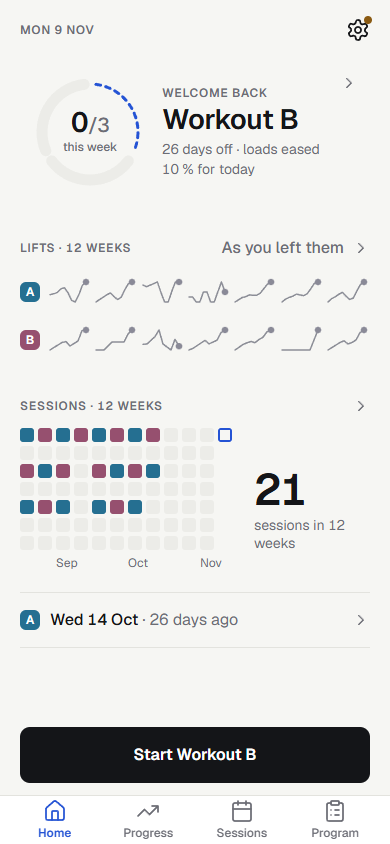 MON 9 NOV
0/3
this week
WELCOME BACK
Workout B
26 days off · loads eased
10 % for today
LIFTS · 12 WEEKS
As you left them
A
B
SESSIONS · 12 WEEKS
21
sessions in 12
weeks
Sep Oct Nov
A Wed 14 Oct · 26 days ago
Start Workout B
Home Progress Sessions Program